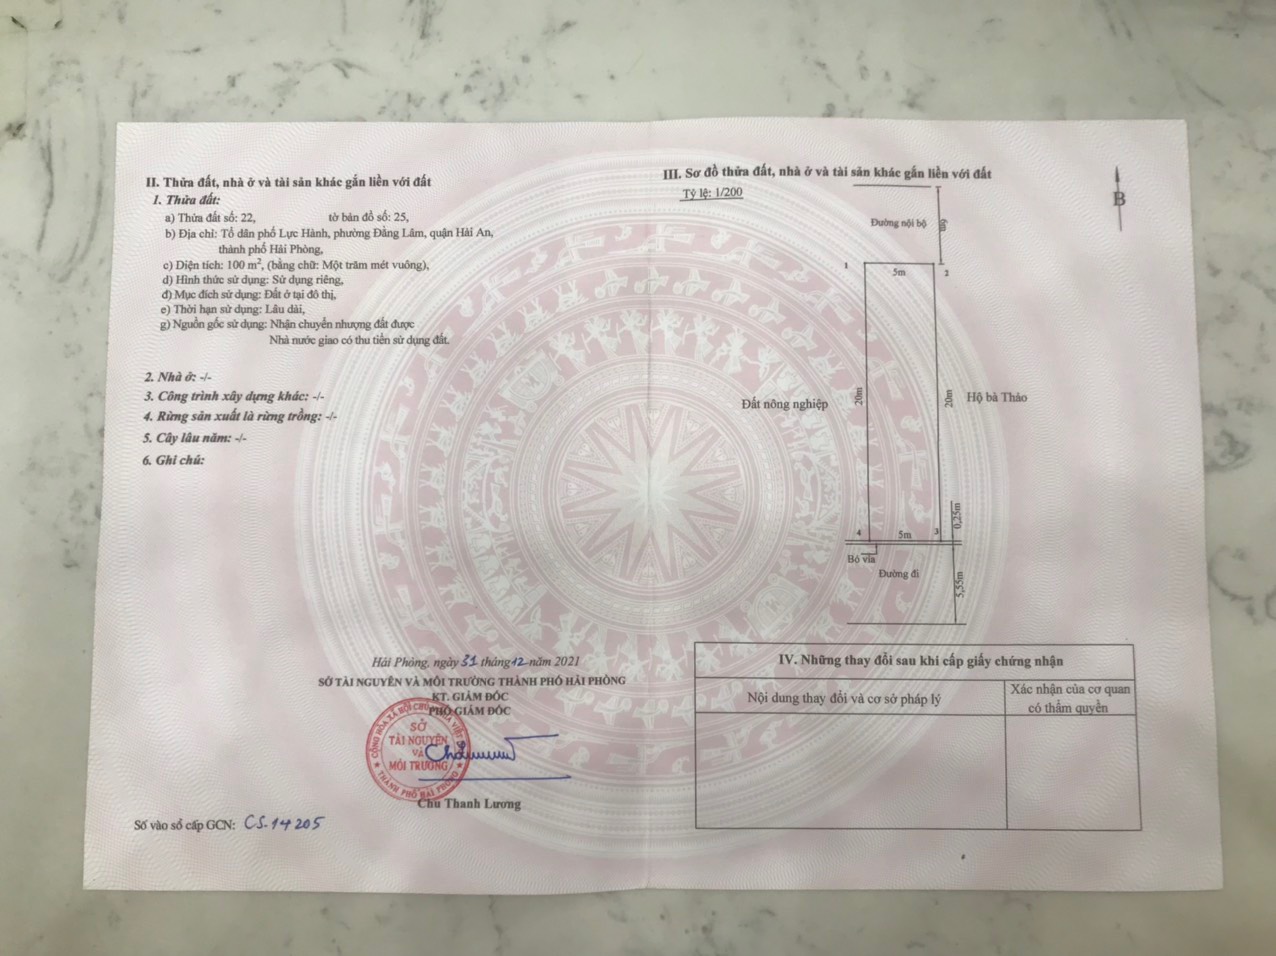 II. Thửa đất, nhà ở và tài sản khác gắn liền với đất
1. Thửa đất:
a) Thửa đất số: 22, tờ bản đồ số: 25,
b) Địa chỉ: Tổ dân phố Lực Hành, phường Đằng Lâm, quận Hải An,
thành phố Hải Phòng,
c) Diện tích: 100 m², (bằng chữ: Một trăm mét vuông),
d) Hình thức sử dụng: Sử dụng riêng,
đ) Mục đích sử dụng: Đất ở tại đô thị,
e) Thời hạn sử dụng: Lâu dài,
g) Nguồn gốc sử dụng: Nhận chuyển nhượng đất được
Nhà nước giao có thu tiền sử dụng đất.
2. Nhà ở: -/-
3. Công trình xây dựng khác: -/-
4. Rừng sản xuất là rừng trồng: -/-
5. Cây lâu năm: -/-
6. Ghi chú:
Hải Phòng, ngày 31 tháng 12 năm 2021
SỞ TÀI NGUYÊN VÀ MÔI TRƯỜNG THÀNH PHỐ HẢI PHÒNG
KT. GIÁM ĐỐC
PHÓ GIÁM ĐỐC
SỞ
TÀI NGUYÊN
VÀ
MÔI TRƯỜNG
THÀNH PHỐ HẢI PHÒNG
Chu Thanh Lương
Số vào sổ cấp GCN: CS.14205
III. Sơ đồ thửa đất, nhà ở và tài sản khác gắn liền với đất
Tỷ lệ: 1/200
B
Đường nội bộ
1
5m
2
20m
20m
Đất nông nghiệp
Hộ bà Thảo
0,25m
4
5m
3
Bó vỉa
Đường đi
5,55m
IV. Những thay đổi sau khi cấp giấy chứng nhận
Nội dung thay đổi và cơ sở pháp lý
Xác nhận của cơ quan
có thẩm quyền